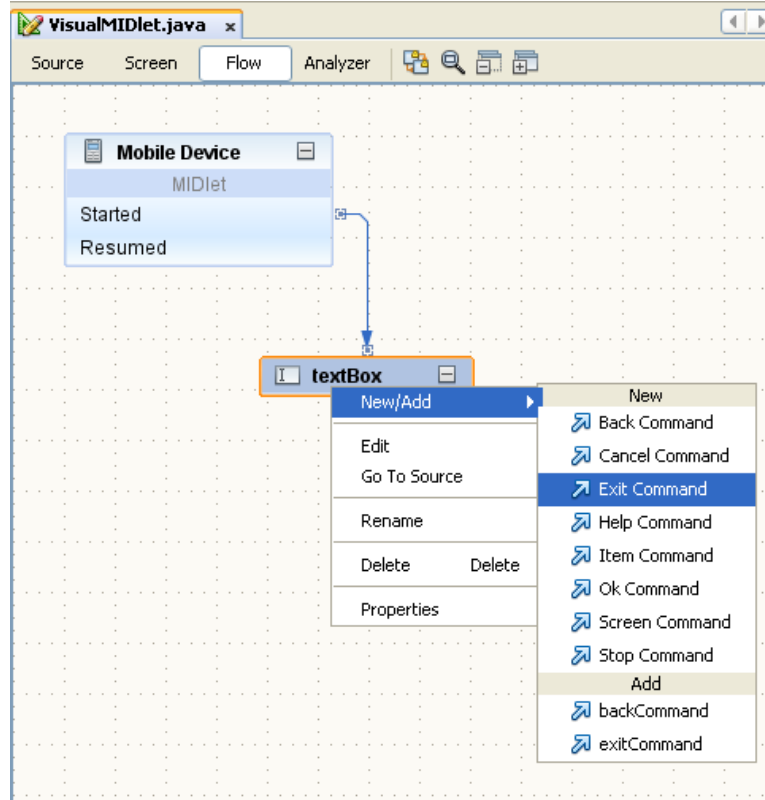 VisualMIDlet.java x
Source Screen Flow Analyzer
Mobile Device
MIDlet
Started
Resumed
textBox
New/Add
Edit
Go To Source
Rename
Delete Delete
Properties
New
Back Command
Cancel Command
Exit Command
Help Command
Item Command
Ok Command
Screen Command
Stop Command
Add
backCommand
exitCommand